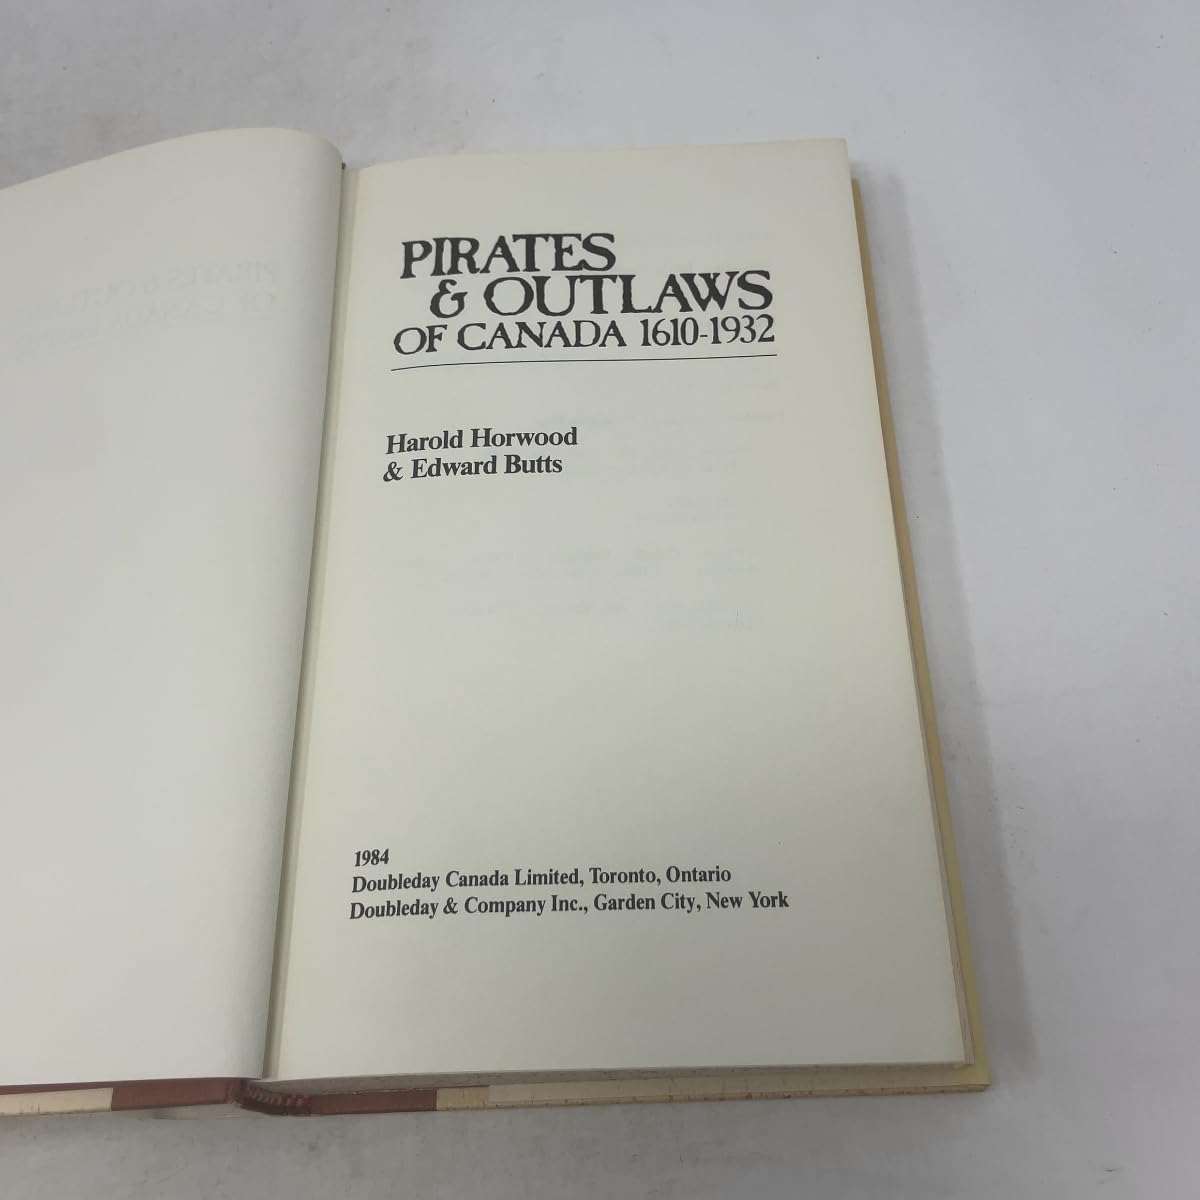 PIRATES
& OUTLAWS
OF CANADA 1610-1932
Harold Horwood
& Edward Butts
1984
Doubleday Canada Limited, Toronto, Ontario
Doubleday & Company Inc., Garden City, New York